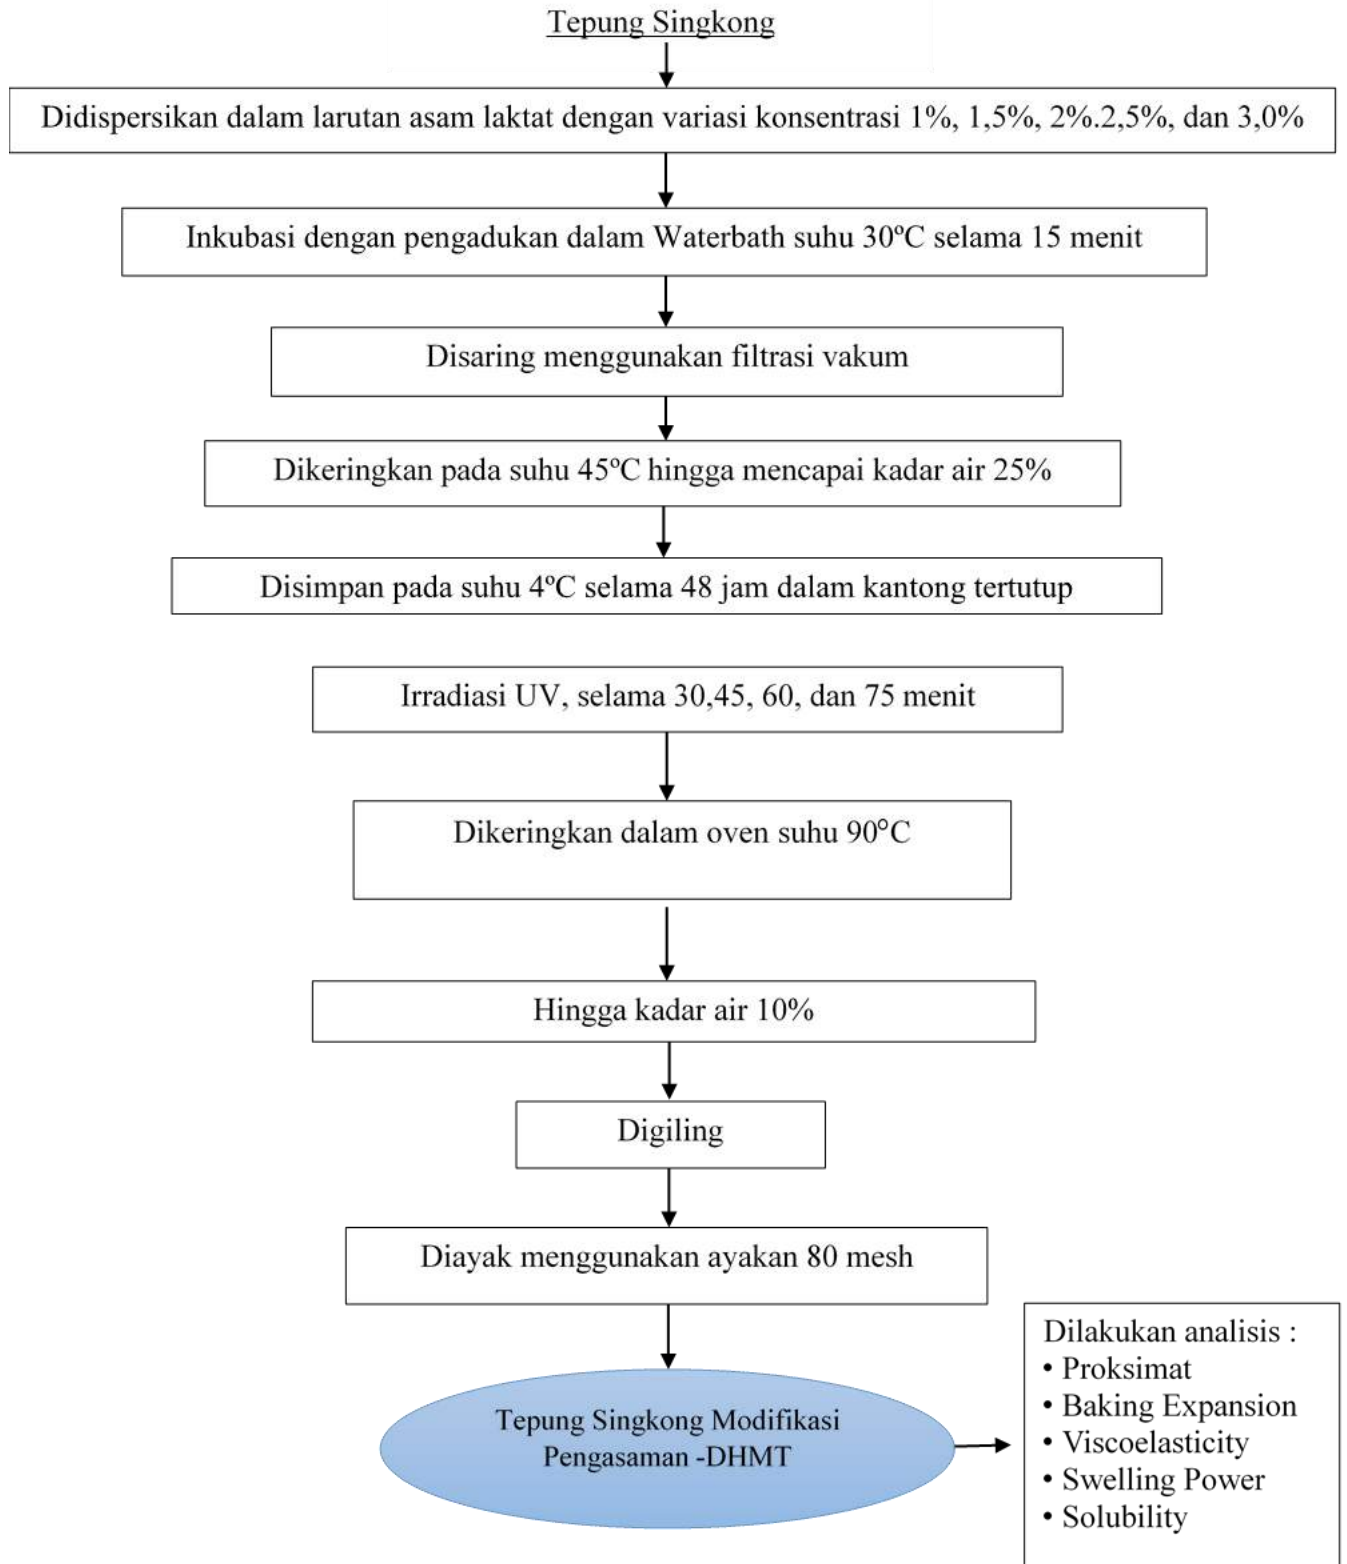 Tepung Singkong
Didispersikan dalam larutan asam laktat dengan variasi konsentrasi 1%, 1,5%, 2%.2,5%, dan 3,0%
Inkubasi dengan pengadukan dalam Waterbath suhu 30ºC selama 15 menit
Disaring menggunakan filtrasi vakum
Dikeringkan pada suhu 45ºC hingga mencapai kadar air 25%
Disimpan pada suhu 4ºC selama 48 jam dalam kantong tertutup
Irradiasi UV, selama 30,45, 60, dan 75 menit
Dikeringkan dalam oven suhu 90°C
Hingga kadar air 10%
Digiling
Diayak menggunakan ayakan 80 mesh
Tepung Singkong Modifikasi
Pengasaman -DHMT
Dilakukan analisis :
• Proksimat
• Baking Expansion
• Viscoelasticity
• Swelling Power
• Solubility